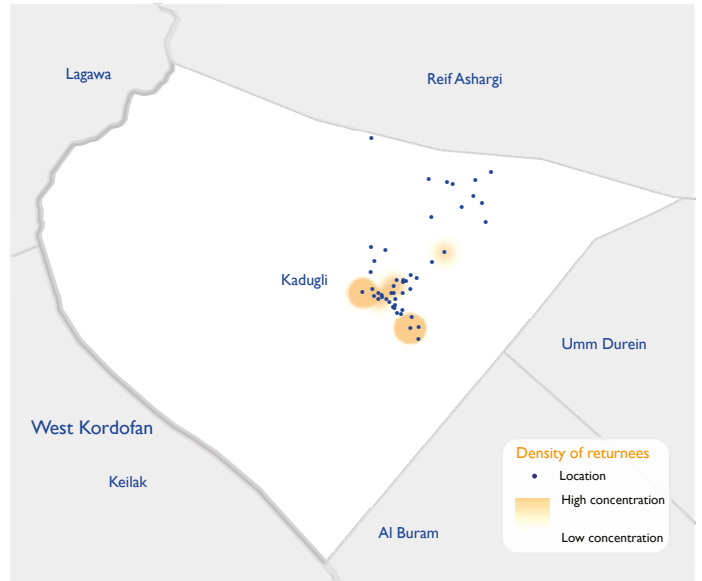 Lagawa
Reif Ashargi
Kadugli
Umm Durein
West Kordofan
Keilak
Al Buram
Density of returnees
Location
High concentration
Low concentration